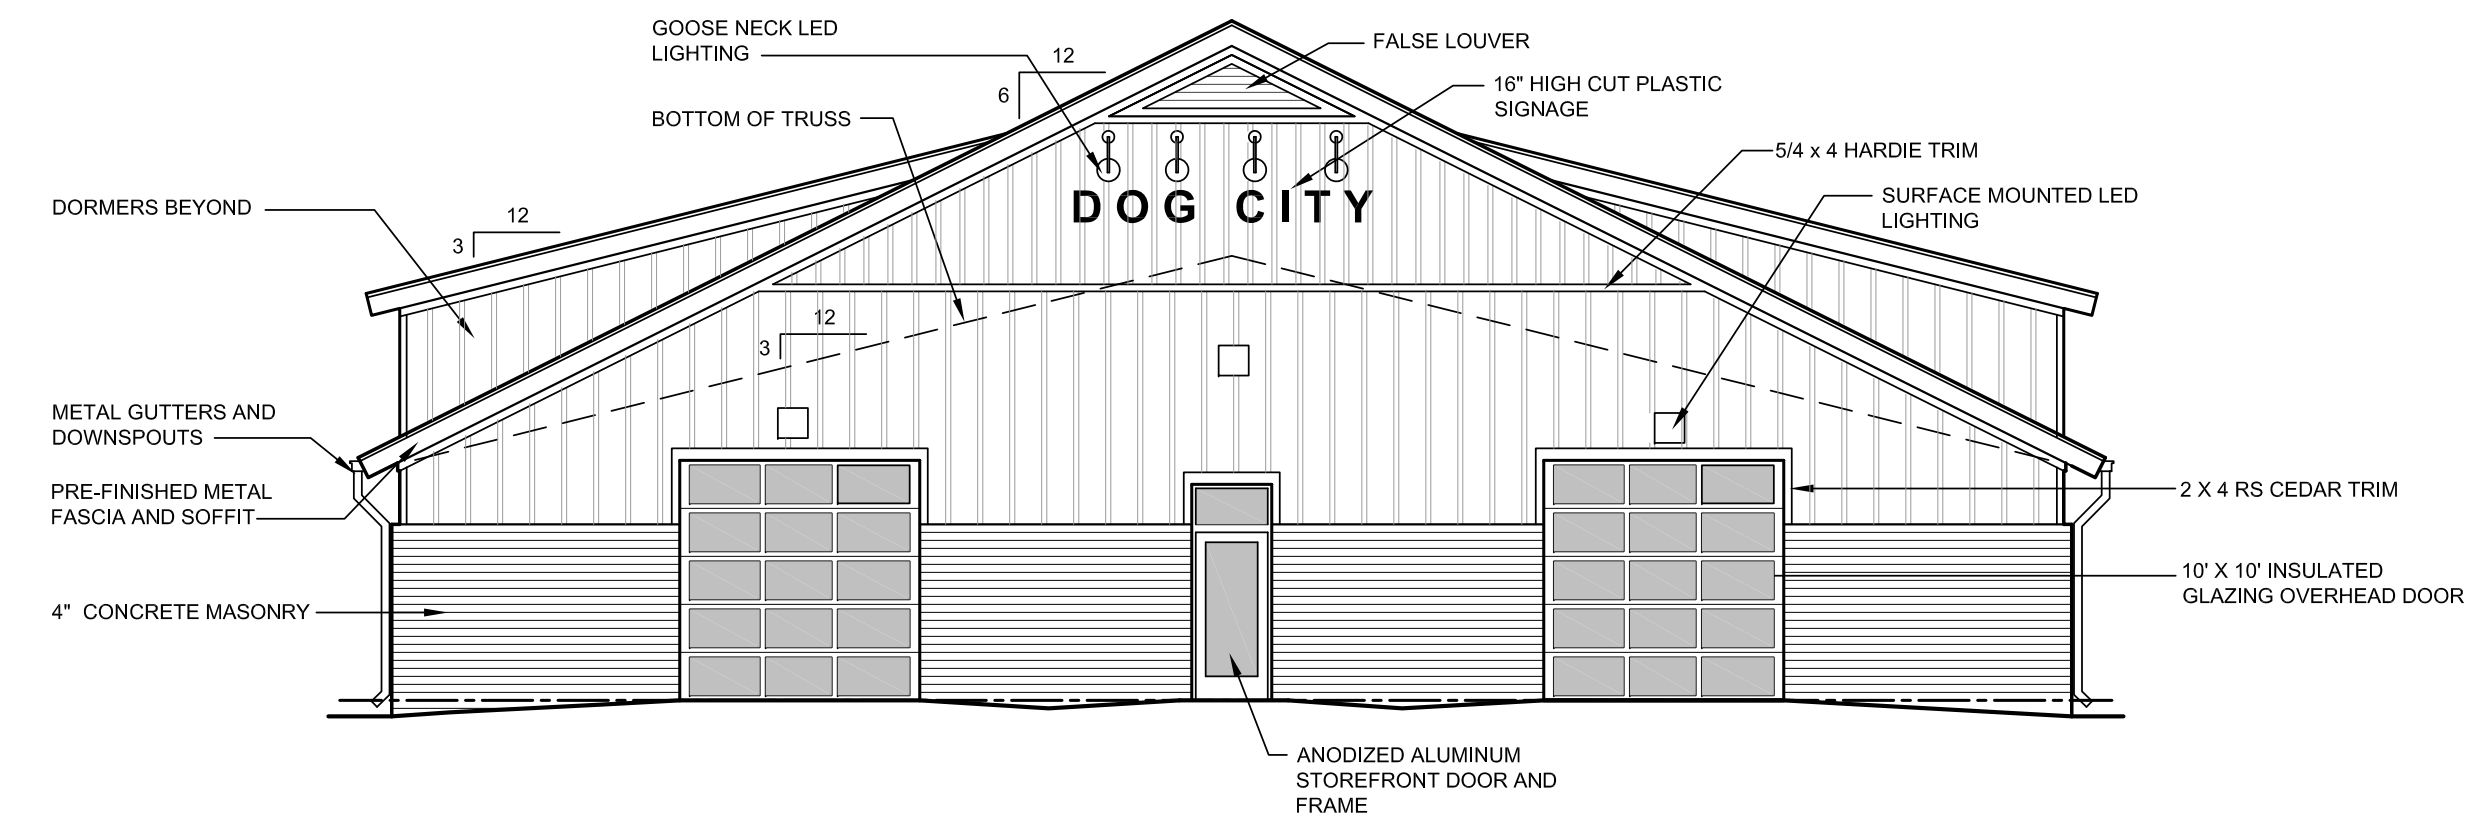 GOOSE NECK LED
LIGHTING
12
6
FALSE LOUVER
16" HIGH CUT PLASTIC
SIGNAGE
BOTTOM OF TRUSS
5/4 x 4 HARDIE TRIM
DORMERS BEYOND
12
3
DOG CITY
SURFACE MOUNTED LED
LIGHTING
12
3
METAL GUTTERS AND
DOWNSPOUTS
PRE-FINISHED METAL
FASCIA AND SOFFIT
2 X 4 RS CEDAR TRIM
4" CONCRETE MASONRY
10' X 10' INSULATED
GLAZING OVERHEAD DOOR
ANODIZED ALUMINUM
STOREFRONT DOOR AND
FRAME